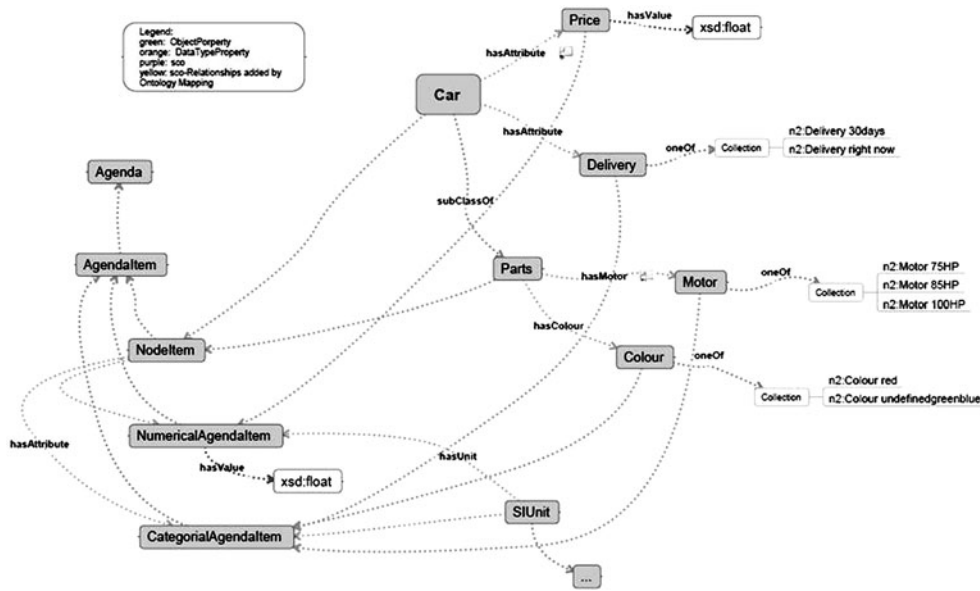 Legend:
green: ObjectPorperty
orange: DataTypeProperty
purple: sco
yellow: sco-Relationships added by
Ontology Mapping
Price
hasValue
xsd:float
hasAttribute
Car
hasAttribute
Delivery
oneOf
Collection
n2:Delivery 30days
n2:Delivery right now
Agenda
subClassOf
AgendaItem
Parts
hasMotor
Motor
oneOf
Collection
n2:Motor 75HP
n2:Motor 85HP
n2:Motor 100HP
hasColour
NodeItem
Colour
oneOf
Collection
n2:Colour red
n2:Colour undefinedgreenblue
hasAttribute
NumericalAgendaItem
hasValue
xsd:float
hasUnit
SIUnit
CategorialAgendaItem
...